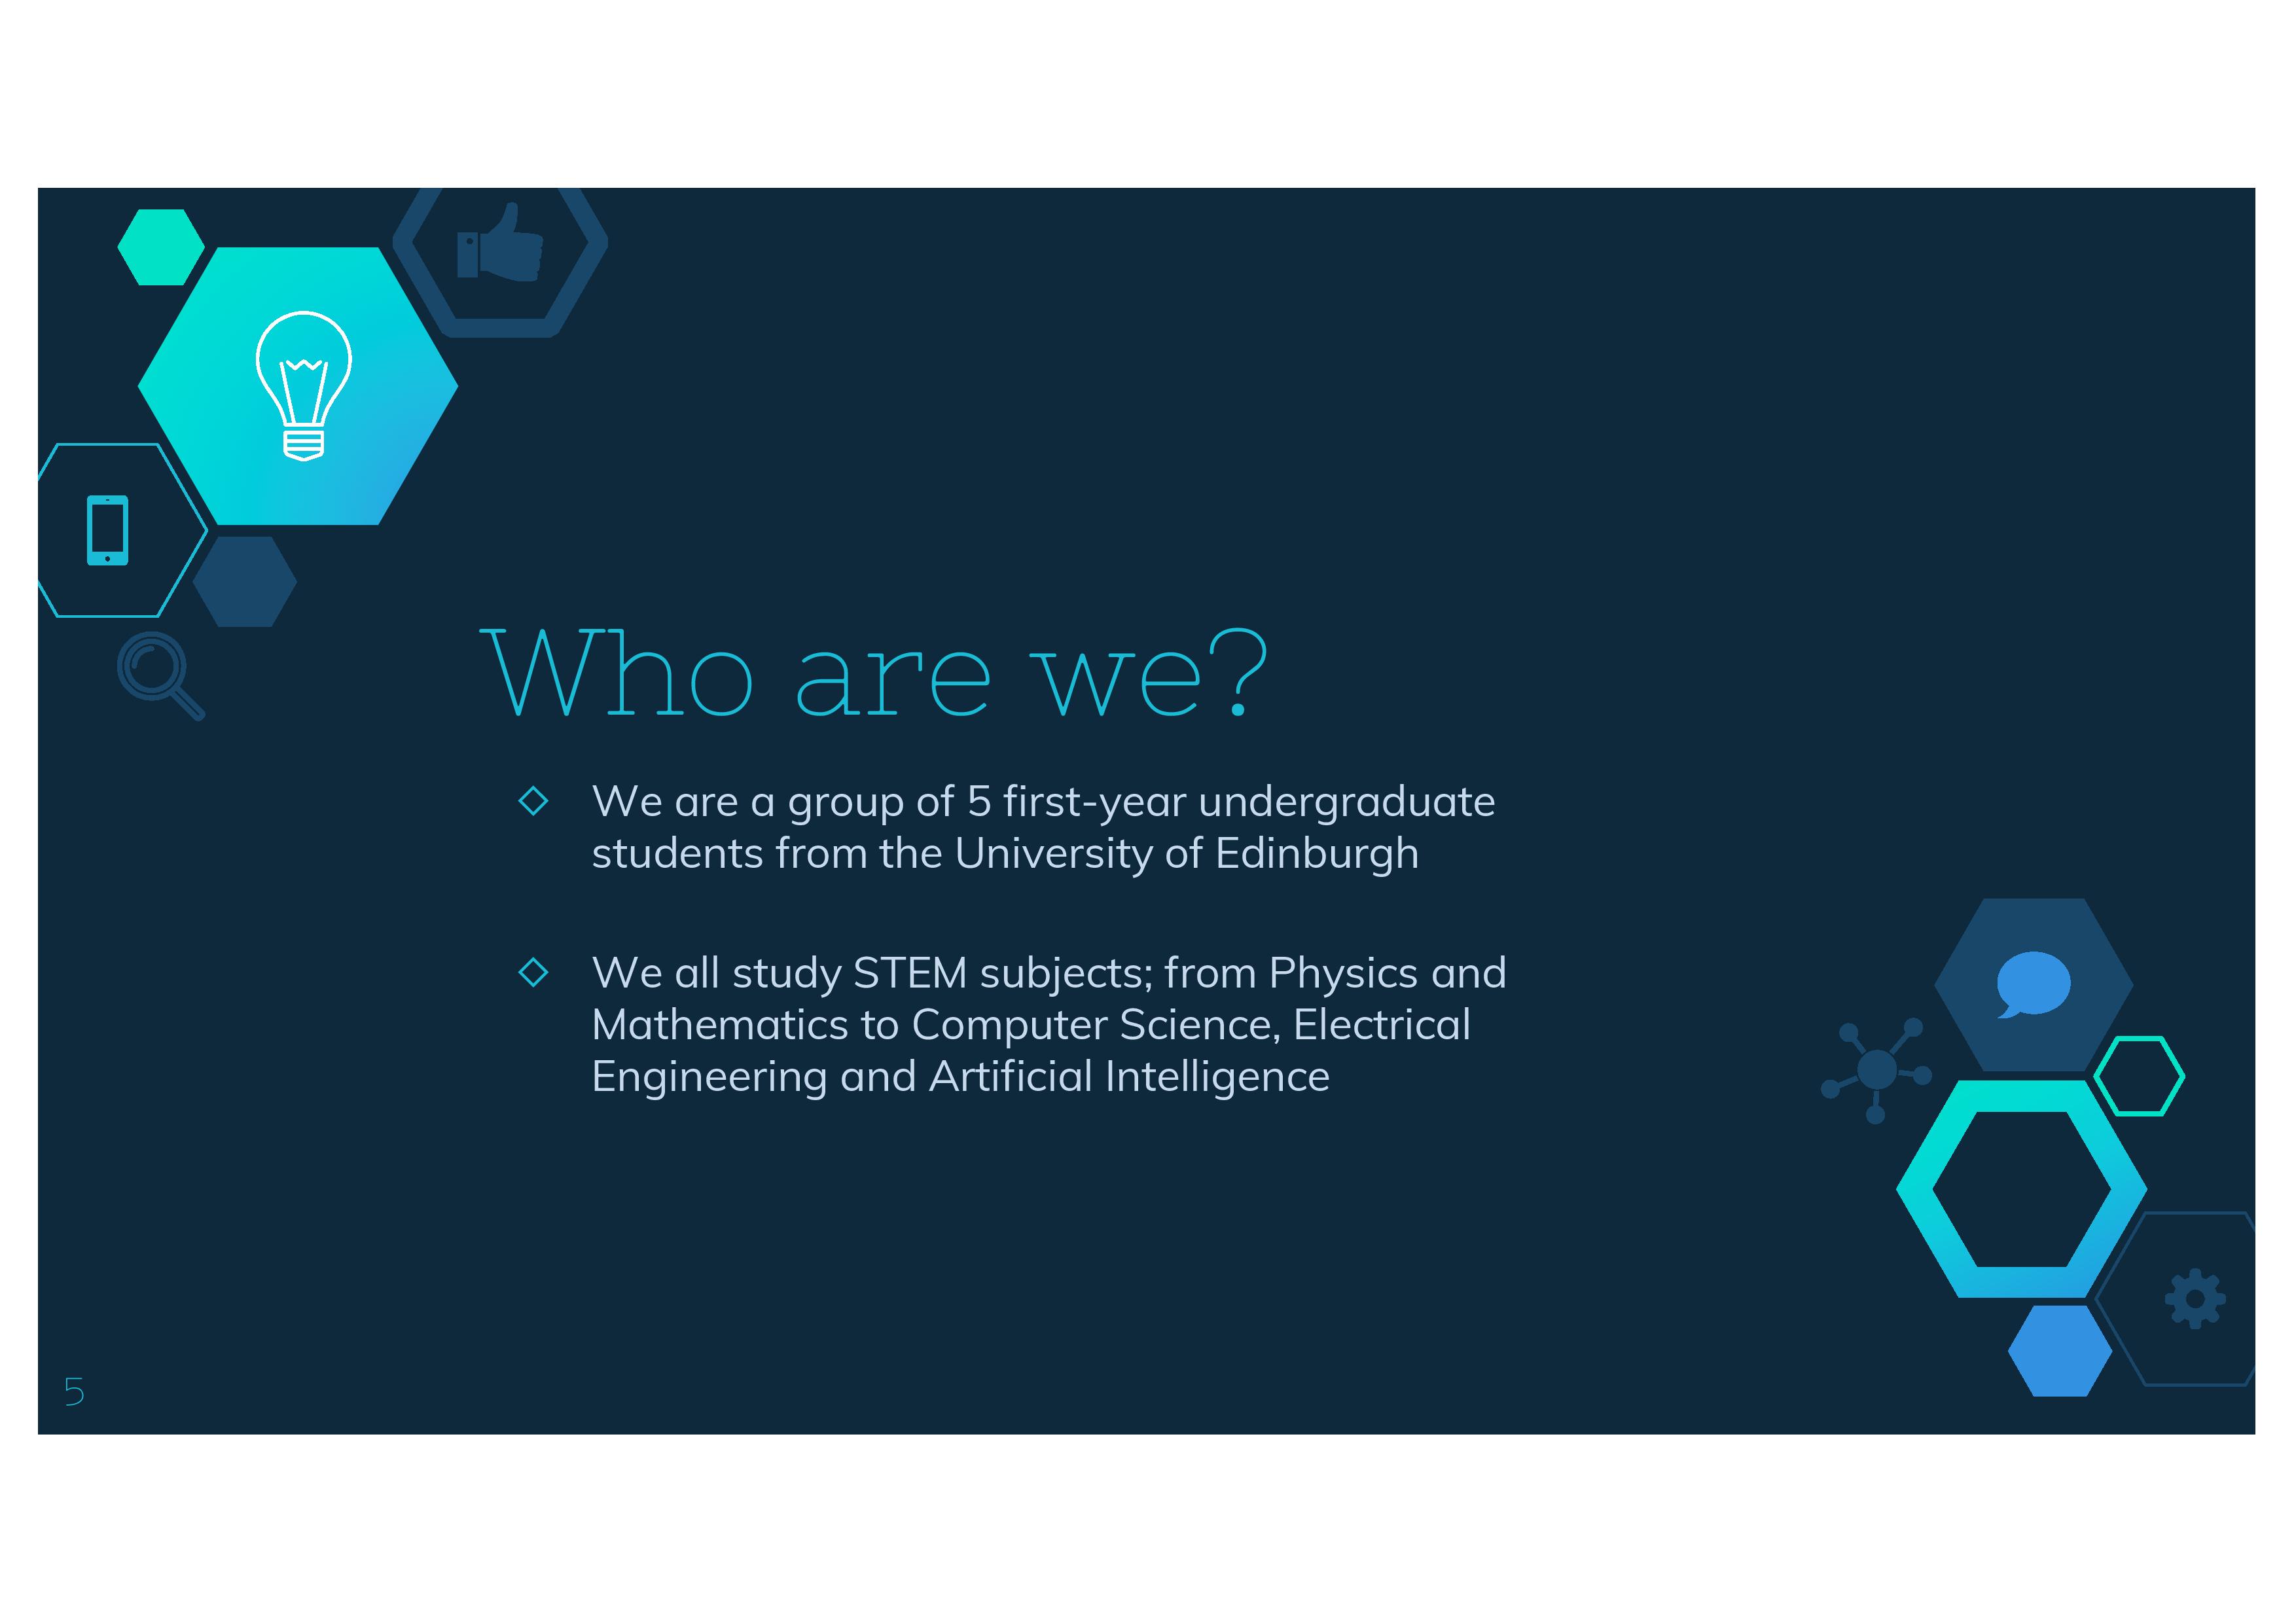 Who are we?
We are a group of 5 first-year undergraduate
students from the University of Edinburgh
We all study STEM subjects; from Physics and
Mathematics to Computer Science, Electrical
Engineering and Artificial Intelligence
5